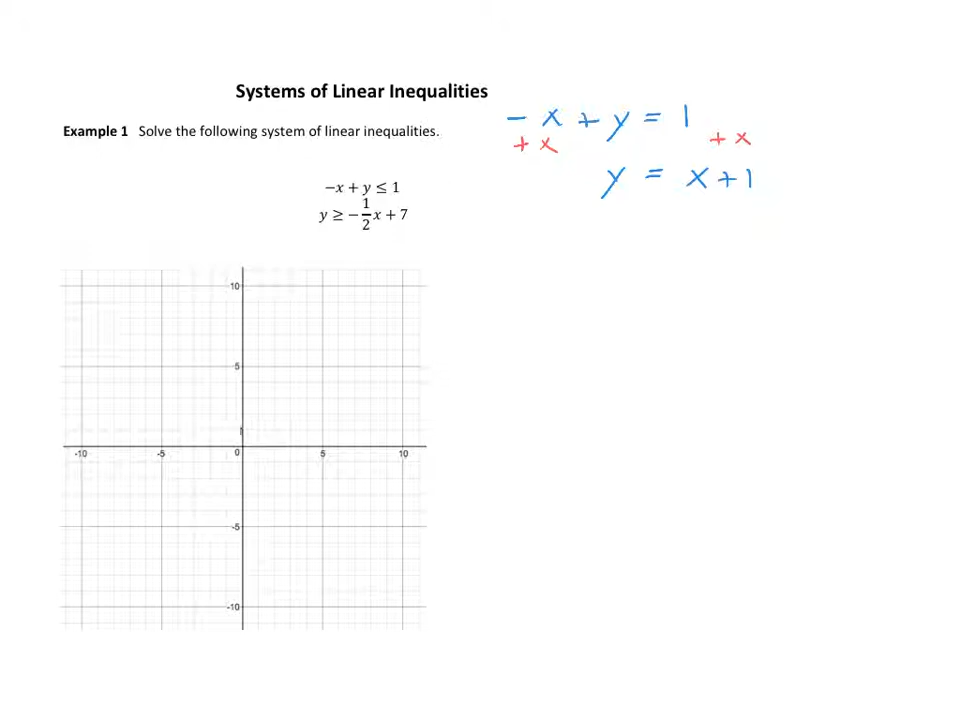 Systems of Linear Inequalities
− x + y = 1
+ x + x
y = x + 1
Example 1 Solve the following system of linear inequalities.
−x + y ≤ 1
y ≥ −1/2x + 7
10
5
-10 -5 0 5 10
-5
-10